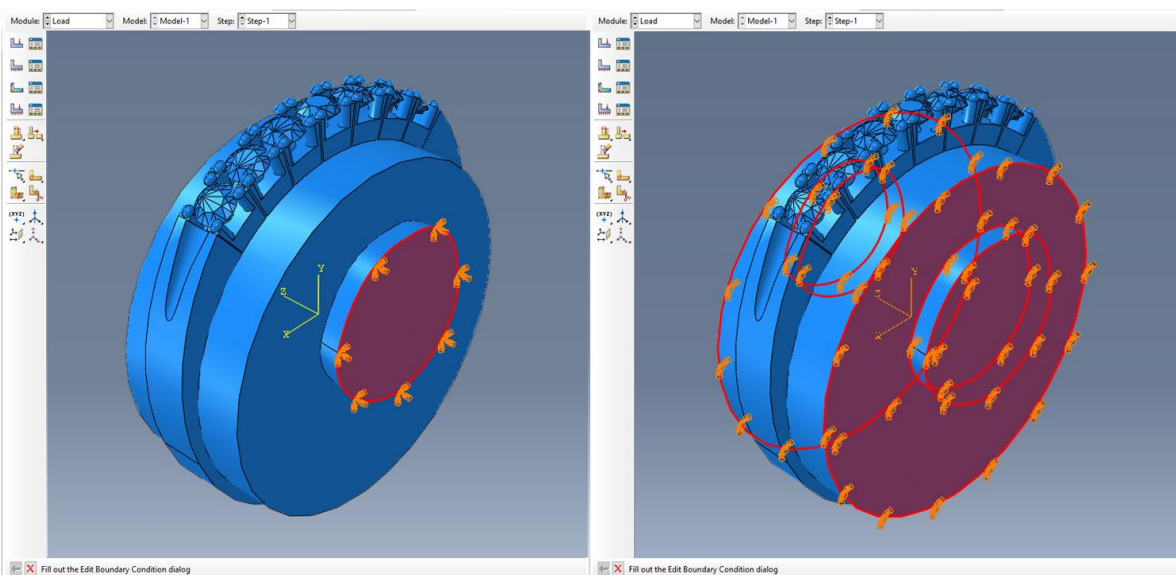 Module: Load Model: Model-1 Step: Step-1
(XYZ)
Y
Z
X
Fill out the Edit Boundary Condition dialog
Module: Load Model: Model-1 Step: Step-1
(XYZ)
Y
Fill out the Edit Boundary Condition dialog